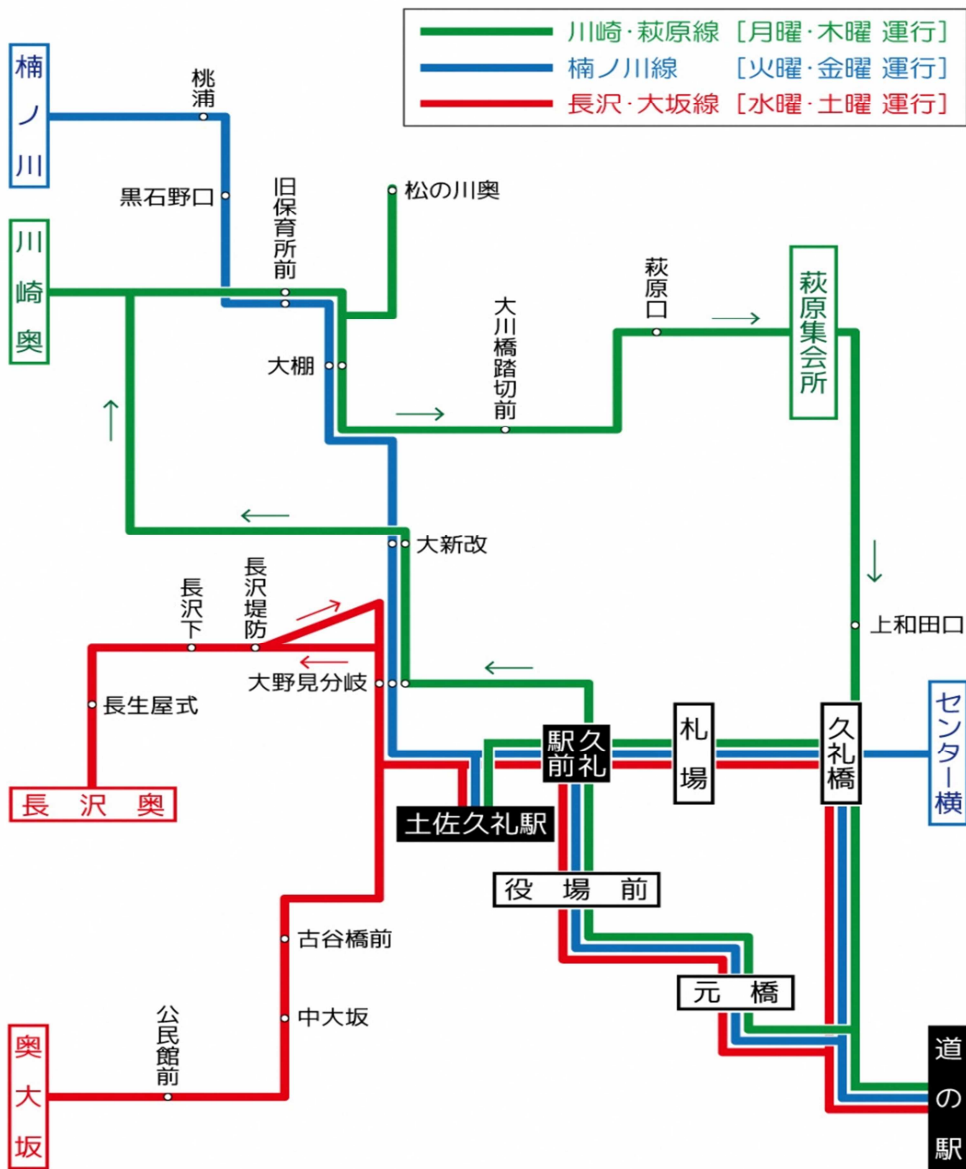 川崎·萩原線 [月曜·木曜 運行]
楠ノ川線 [火曜·金曜 運行]
長沢·大坂線 [水曜·土曜 運行]
楠ノ川
桃浦
黒石野口
旧保育所前
松の川奥
川崎奥
萩原口
萩原集会所
大川橋踏切前
大棚
大新改
長沢下
長沢堤防
上和田口
大野見分岐
長生屋式
センター横
久礼駅前
札場
久礼橋
長沢奥
土佐久礼駅
役場前
古谷橋前
元橋
中大坂
公民館前
奥大坂
道の駅